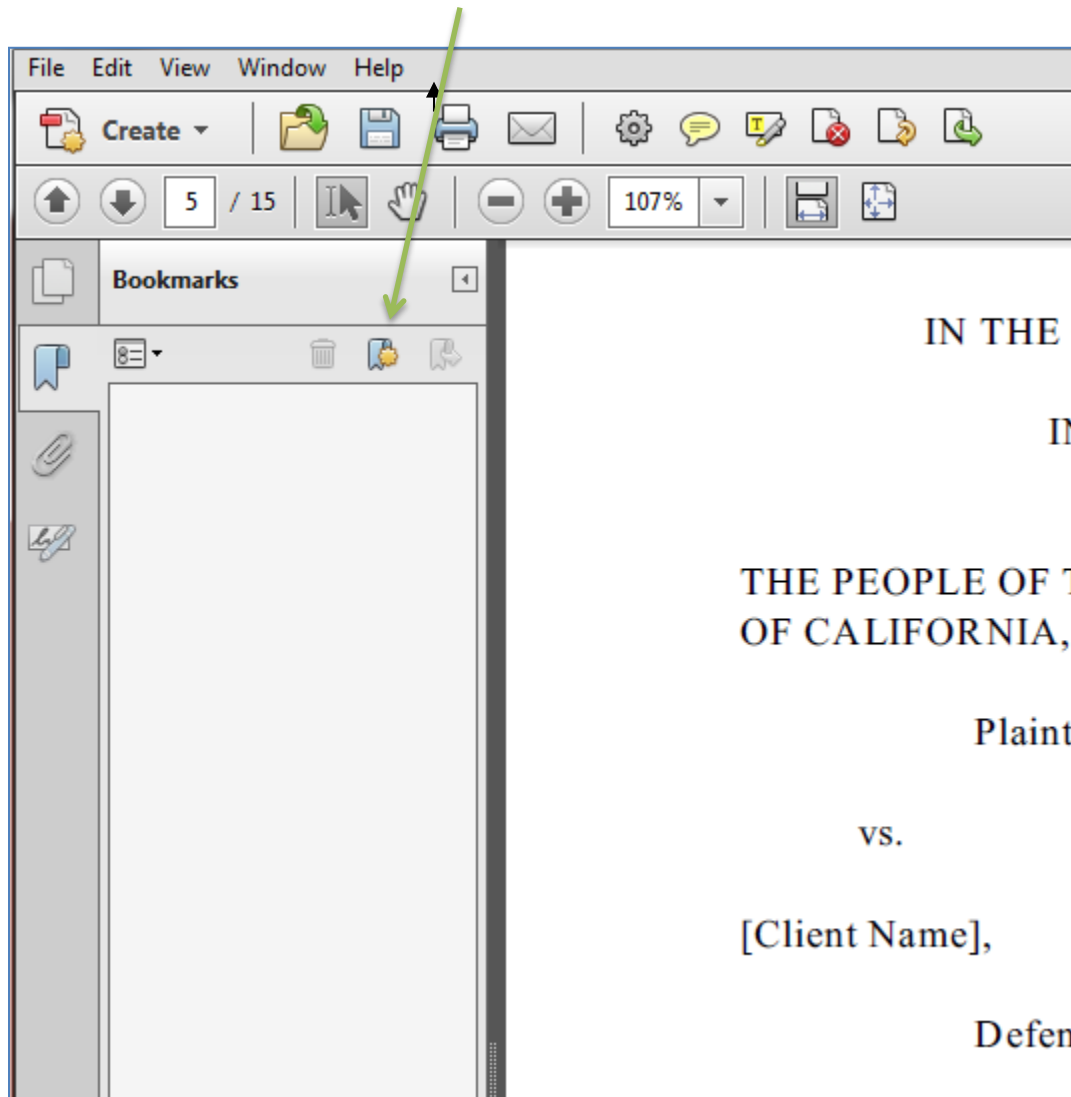 File Edit View Window Help
Create
5 / 15 107%
Bookmarks
IN THE
THE PEOPLE OF
OF CALIFORNIA,
Plaint
vs.
[Client Name],
Defen